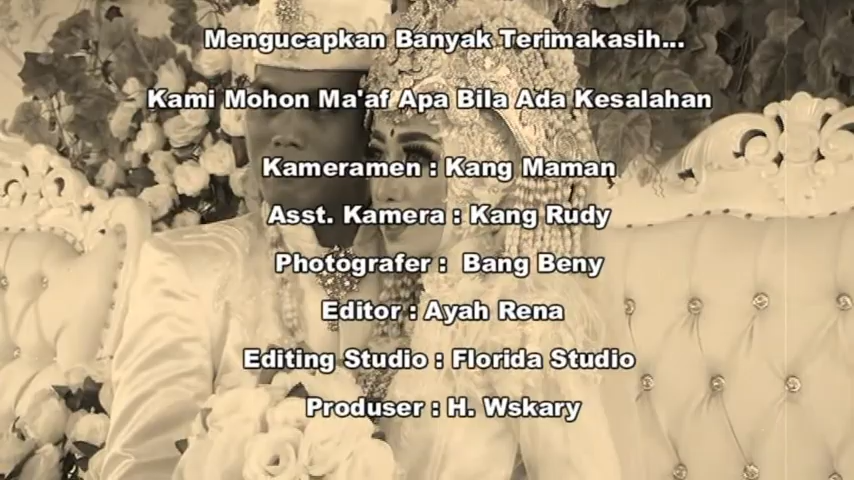 Mengucapkan Banyak Terimakasih...
Kami Mohon Ma'af Apa Bila Ada Kesalahan
Kameramen : Kang Maman
Asst. Kamera : Kang Rudy
Photografer : Bang Beny
Editor : Ayah Rena
Editing Studio : Florida Studio
Produser : H. Wskary